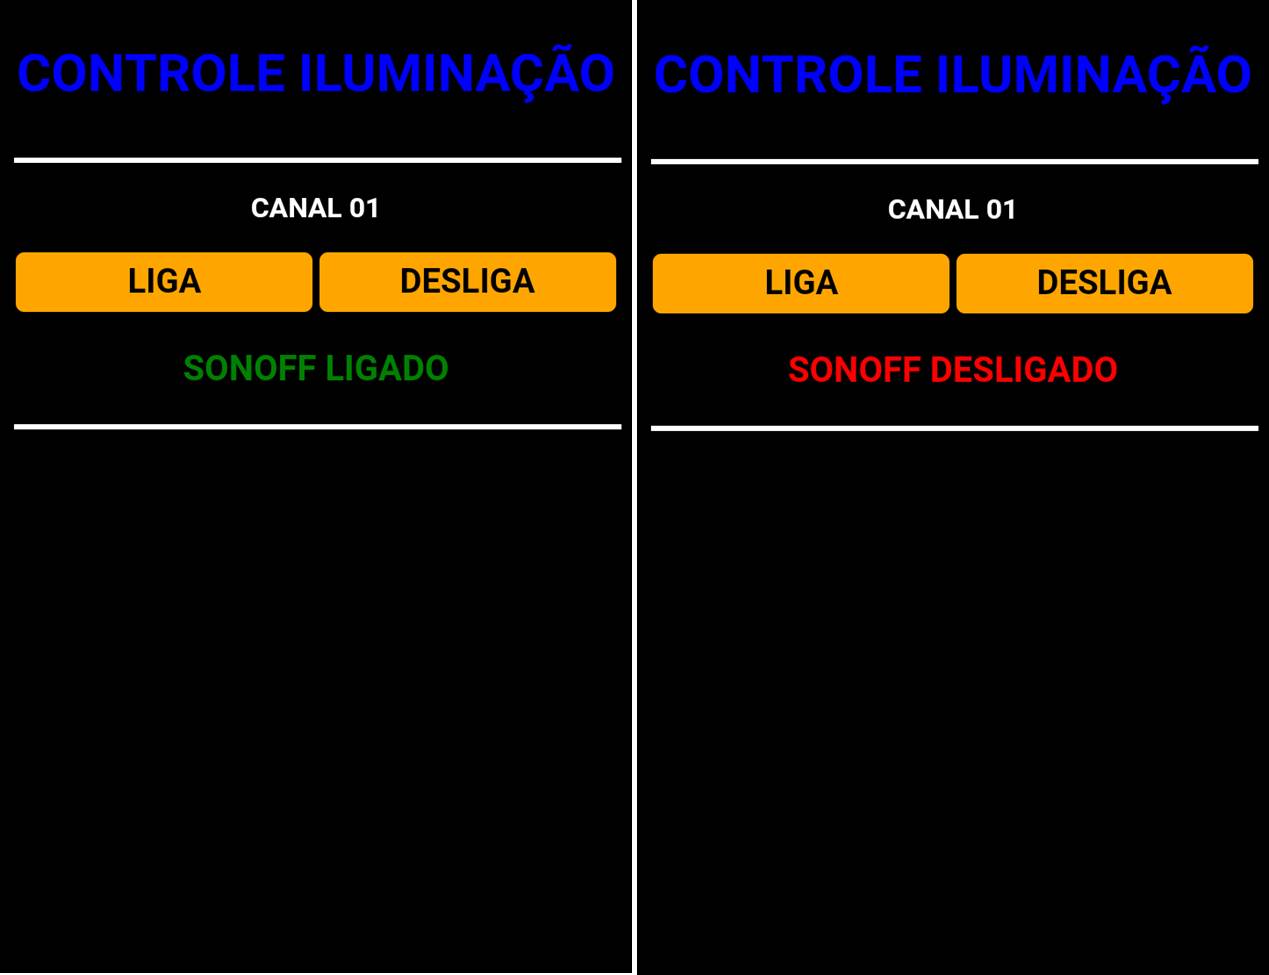 CONTROLE ILUMINAÇÃO
CANAL 01
LIGA DESLIGA
SONOFF LIGADO
CONTROLE ILUMINAÇÃO
CANAL 01
LIGA DESLIGA
SONOFF DESLIGADO